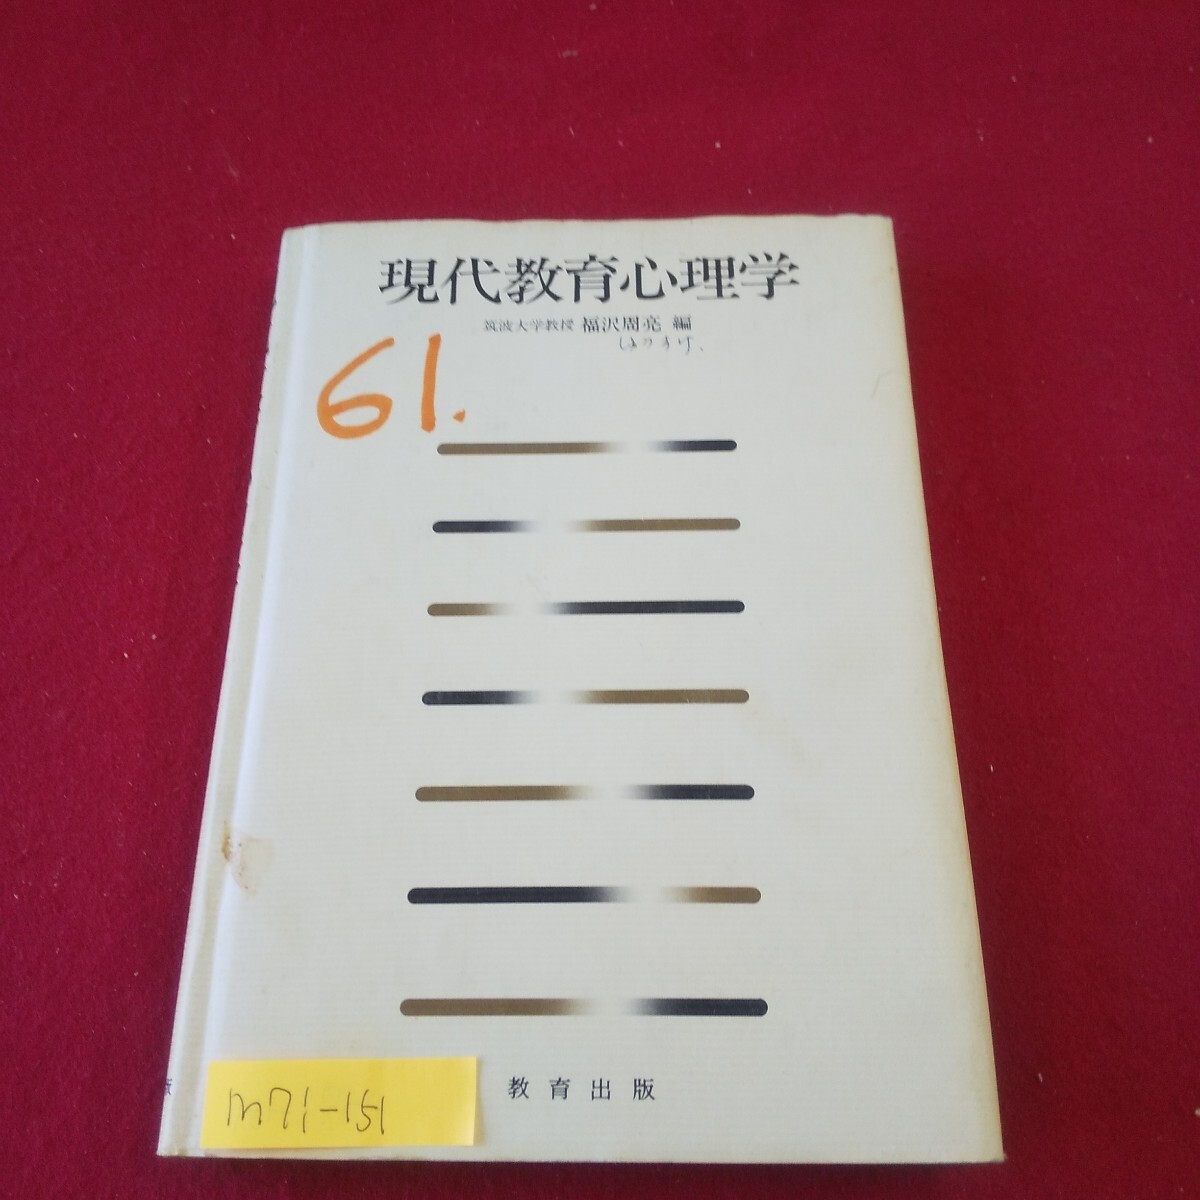 現代教育心理学
筑波大学教授 福沢周亮 編
61.
教育出版
版
m71-151